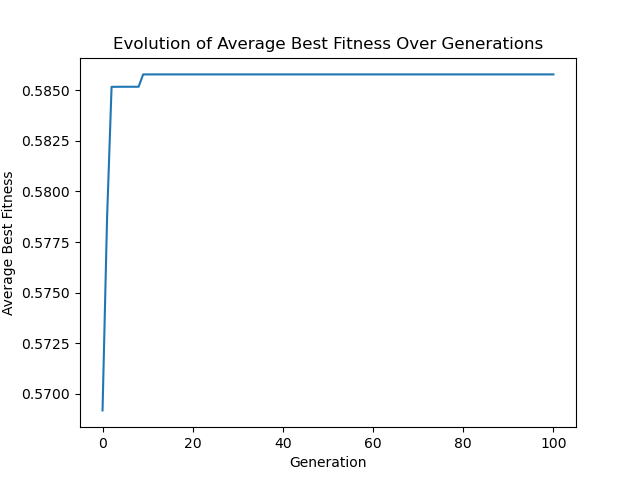 Evolution of Average Best Fitness Over Generations
0.5850
0.5825
0.5800
0.5775
0.5750
0.5725
0.5700
Average Best Fitness
0 20 40 60 80 100
Generation